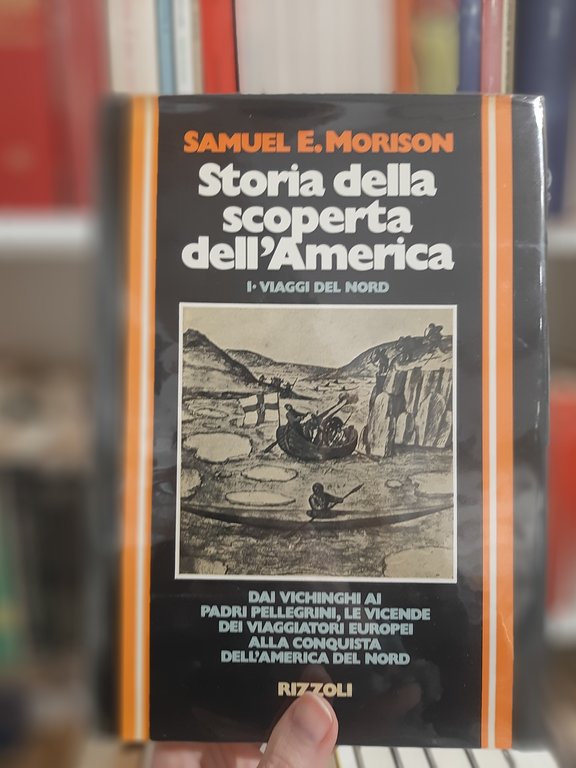 SAMUEL E. MORISON
Storia della
scoperta
dell'America
I · VIAGGI DEL NORD
DAI VICHINGHI AI
PADRI PELLEGRINI, LE VICENDE
DEI VIAGGIATORI EUROPEI
ALLA CONQUISTA
DELL'AMERICA DEL NORD
RIZZOLI